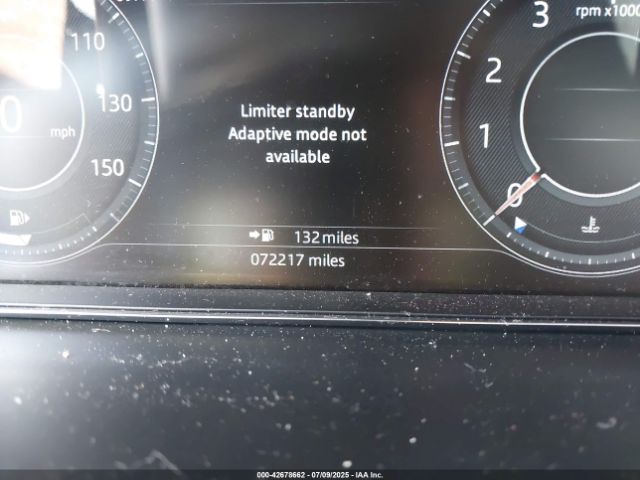 110
130
150
0
mph
Limiter standby
Adaptive mode not
available
132 miles
072217 miles
3
rpm x1000
2
1
0
000-42678662 | 07/09/2025 | IAA Inc.